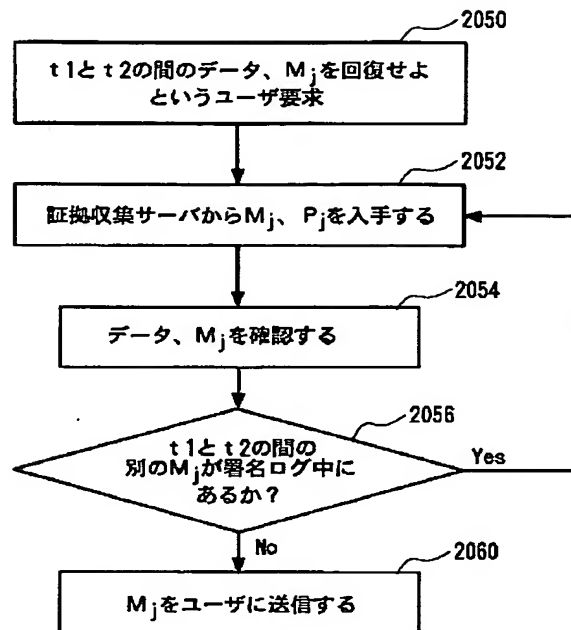 2050
t1とt2の間のデータ、Mjを回復せよ
というユーザ要求
2052
証拠収集サーバからMj、Pjを入手する
2054
データ、Mjを確認する
2056
t1とt2の間の
別のMjが署名ログ中に
あるか？
Yes
No
2060
Mjをユーザに送信する